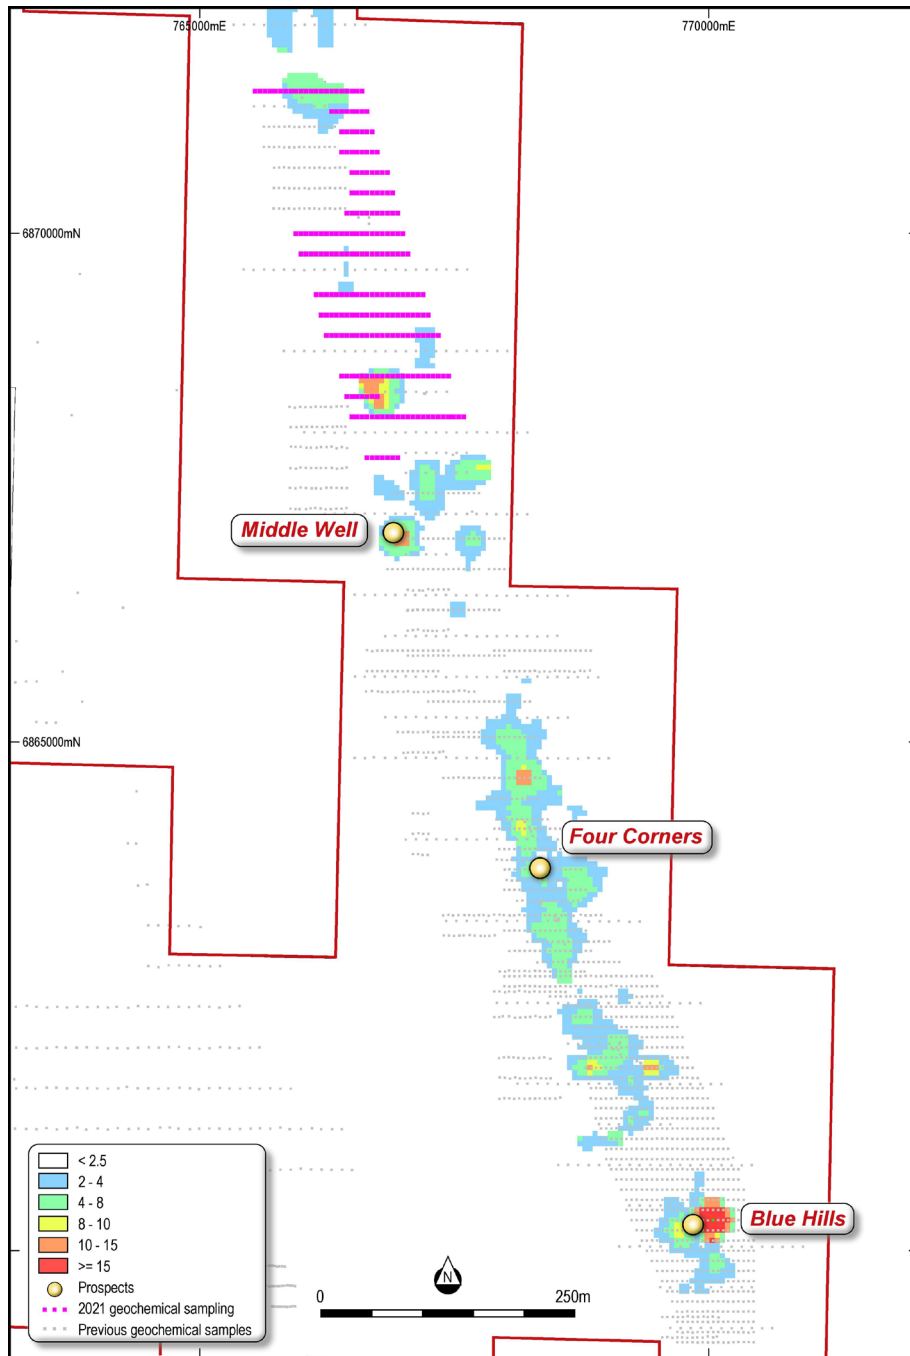 765000mE
770000mE
6870000mN
Middle Well
6865000mN
Four Corners
Blue Hills
< 2.5
2 - 4
4 - 8
8 - 10
10 - 15
>= 15
Prospects
2021 geochemical sampling
Previous geochemical samples
N
0
250m